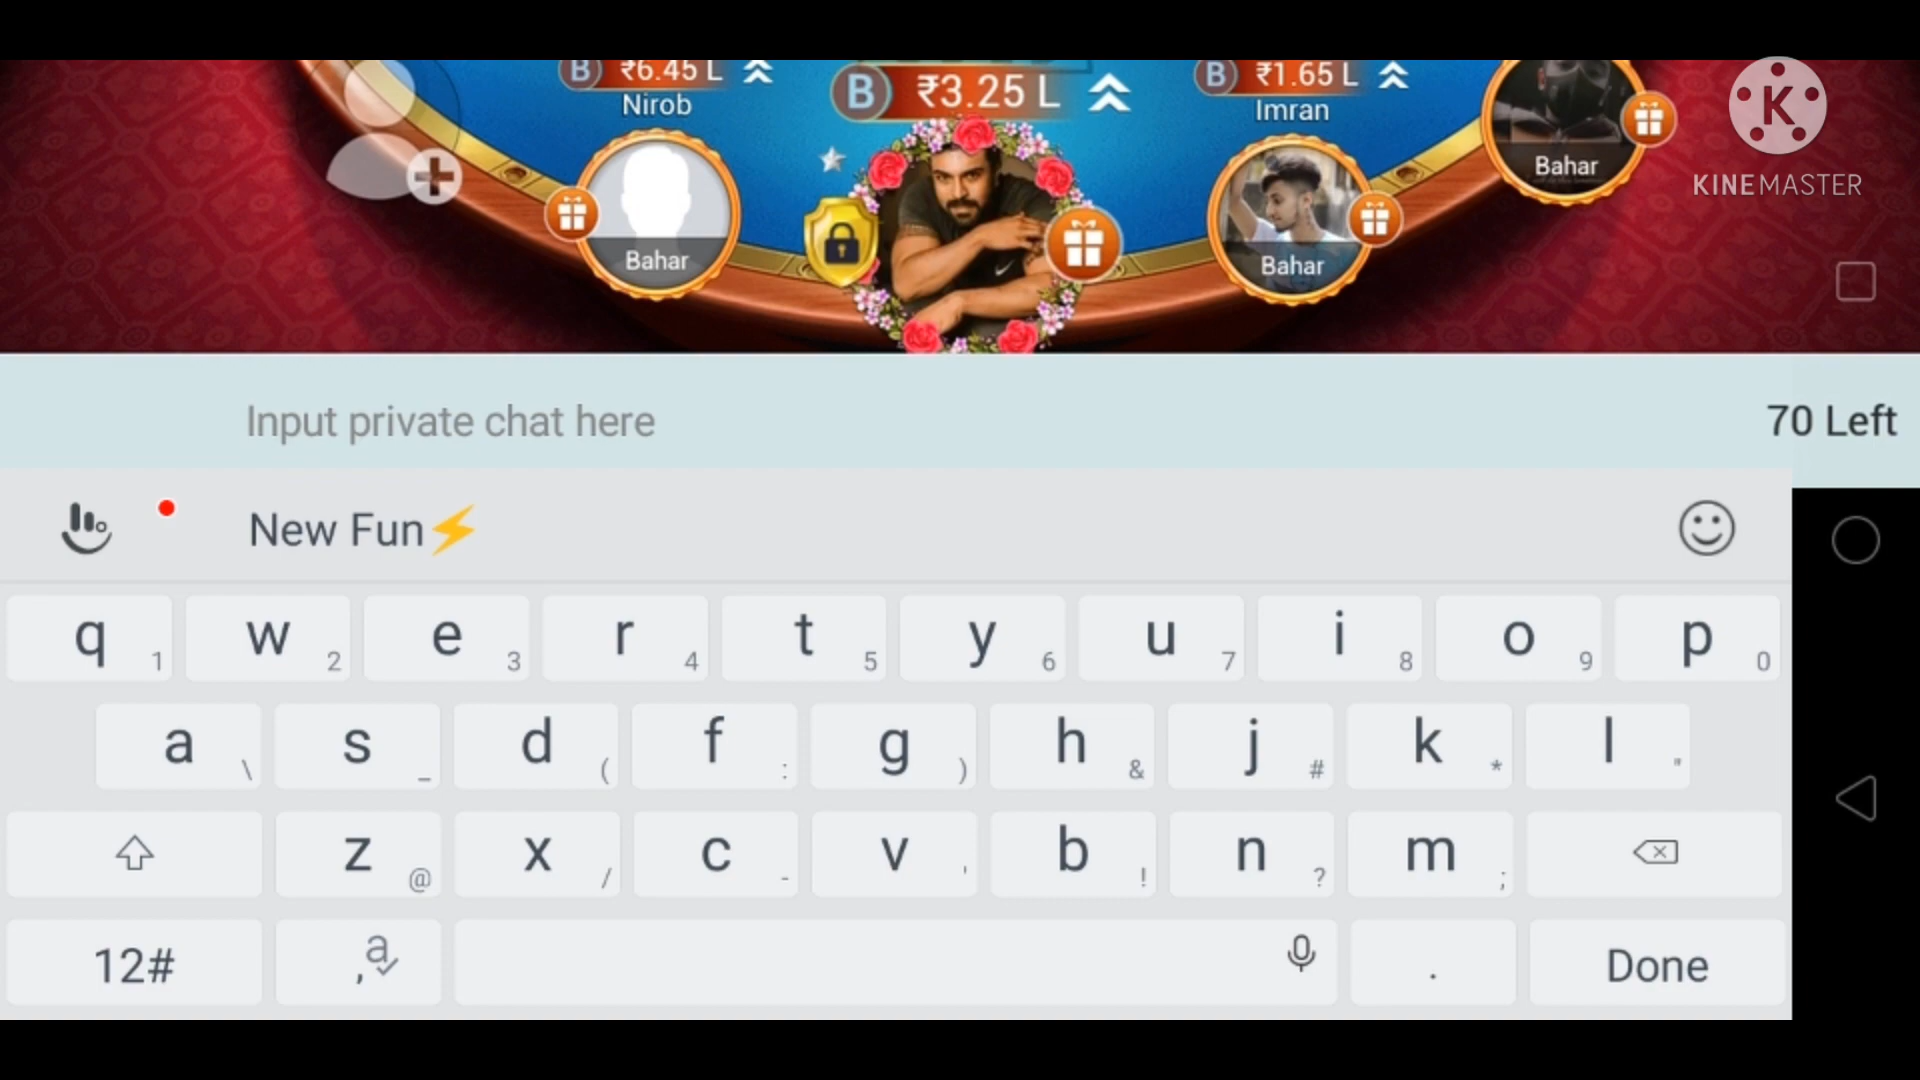 B ₹6.45 L
Nirob
B ₹3.25 L
B ₹1.65 L
Imran
Bahar
Bahar
Bahar
K
KINEMASTER
Input private chat here
70 Left
New Fun⚡
q 1 w 2 e 3 r 4 t 5 y 6 u 7 i 8 o 9 p 0
a \ s _ d ( f : g ) h & j # k * l "
z @ x / c - v ' b ! n ? m ;
12# , a . Done